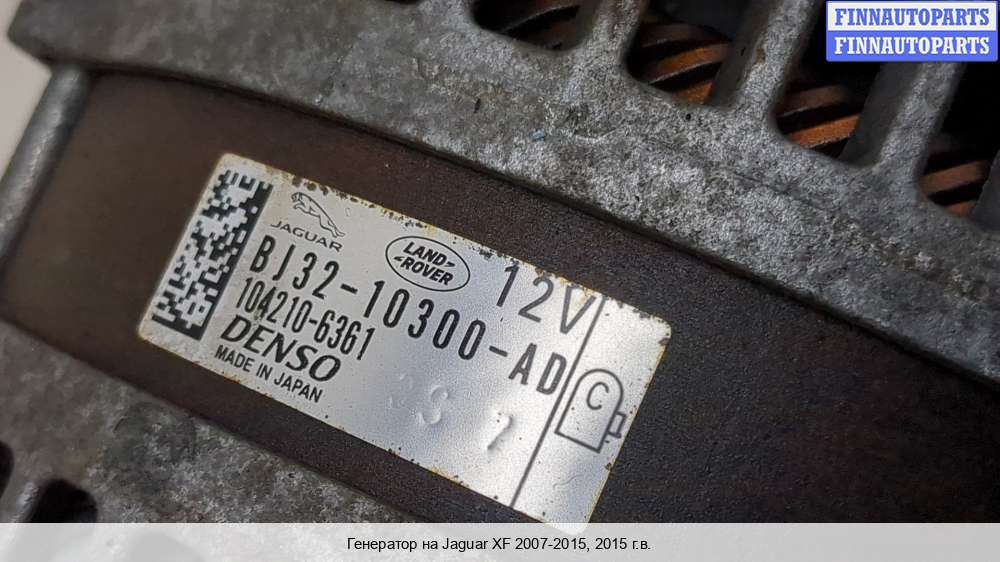 FINNAUTOPARTS
FINNAUTOPARTS
JAGUAR
LAND-
-ROVER
12V
BJ32-10300-AD
104210-6361
DENSO
MADE IN JAPAN
C
Генератор на Jaguar XF 2007-2015, 2015 г.в.